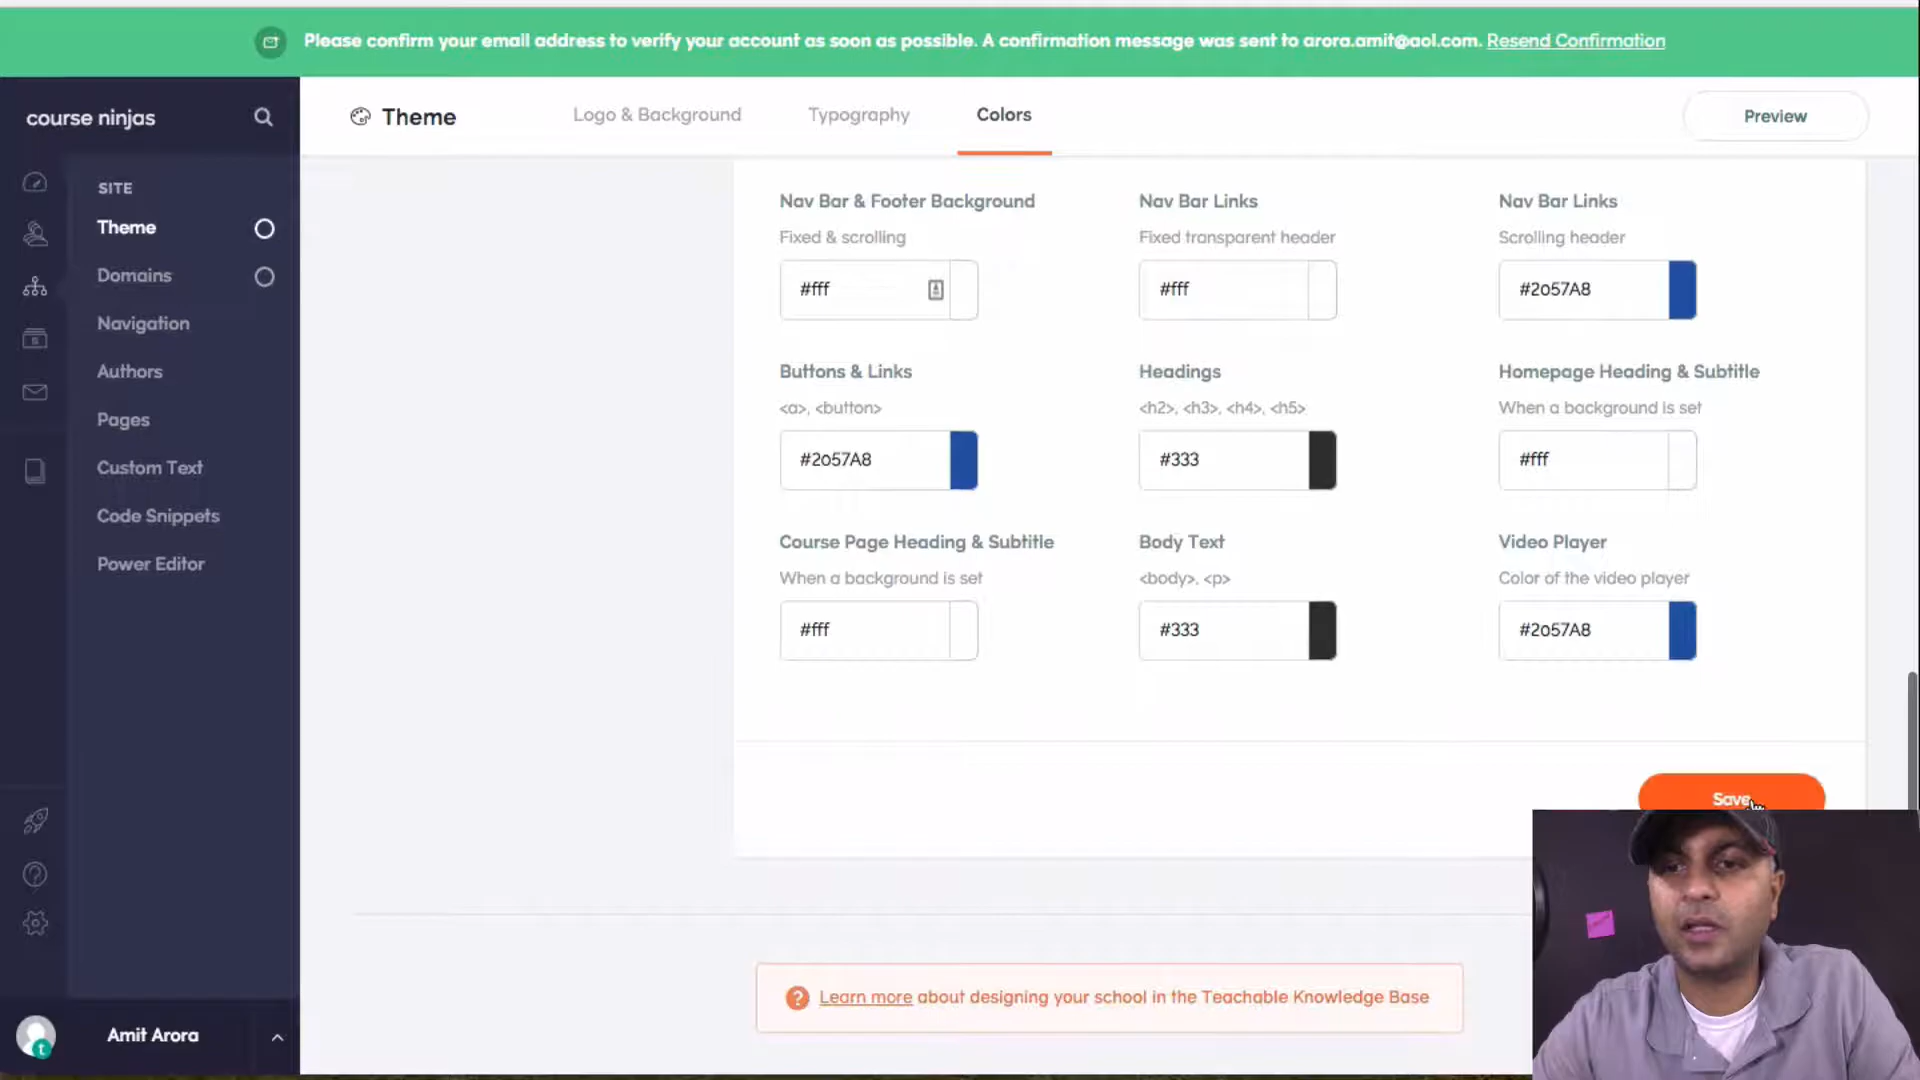 Please confirm your email address to verify your account as soon as possible. A confirmation message was sent to arora.amit@aol.com. Resend Confirmation
course ninjas
Theme
Logo & Background
Typography
Colors
Preview
SITE
Theme
Domains
Navigation
Authors
Pages
Custom Text
Code Snippets
Power Editor
Amit Arora
Nav Bar & Footer Background
Fixed & scrolling
#fff
Nav Bar Links
Fixed transparent header
#fff
Nav Bar Links
Scrolling header
#2057A8
Buttons & Links
<a>, <button>
#2057A8
Headings
<h2>, <h3>, <h4>, <h5>
#333
Homepage Heading & Subtitle
When a background is set
#fff
Course Page Heading & Subtitle
When a background is set
#fff
Body Text
<body>, <p>
#333
Video Player
Color of the video player
#2057A8
Save
Learn more about designing your school in the Teachable Knowledge Base